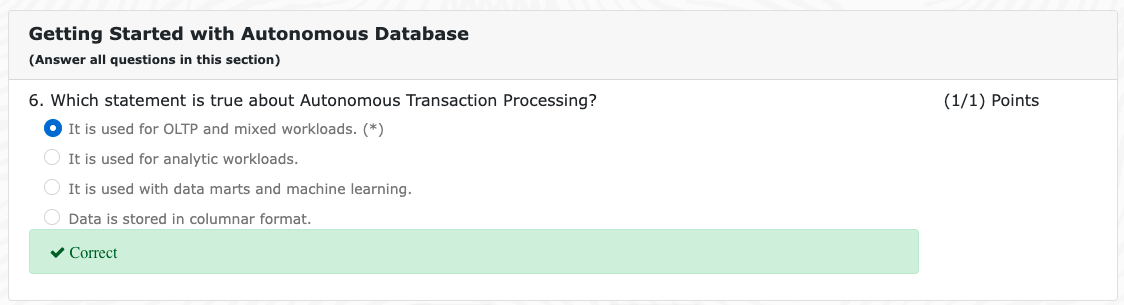 Getting Started with Autonomous Database
(Answer all questions in this section)
6. Which statement is true about Autonomous Transaction Processing? (1/1) Points
It is used for OLTP and mixed workloads. (*)
It is used for analytic workloads.
It is used with data marts and machine learning.
Data is stored in columnar format.
Correct